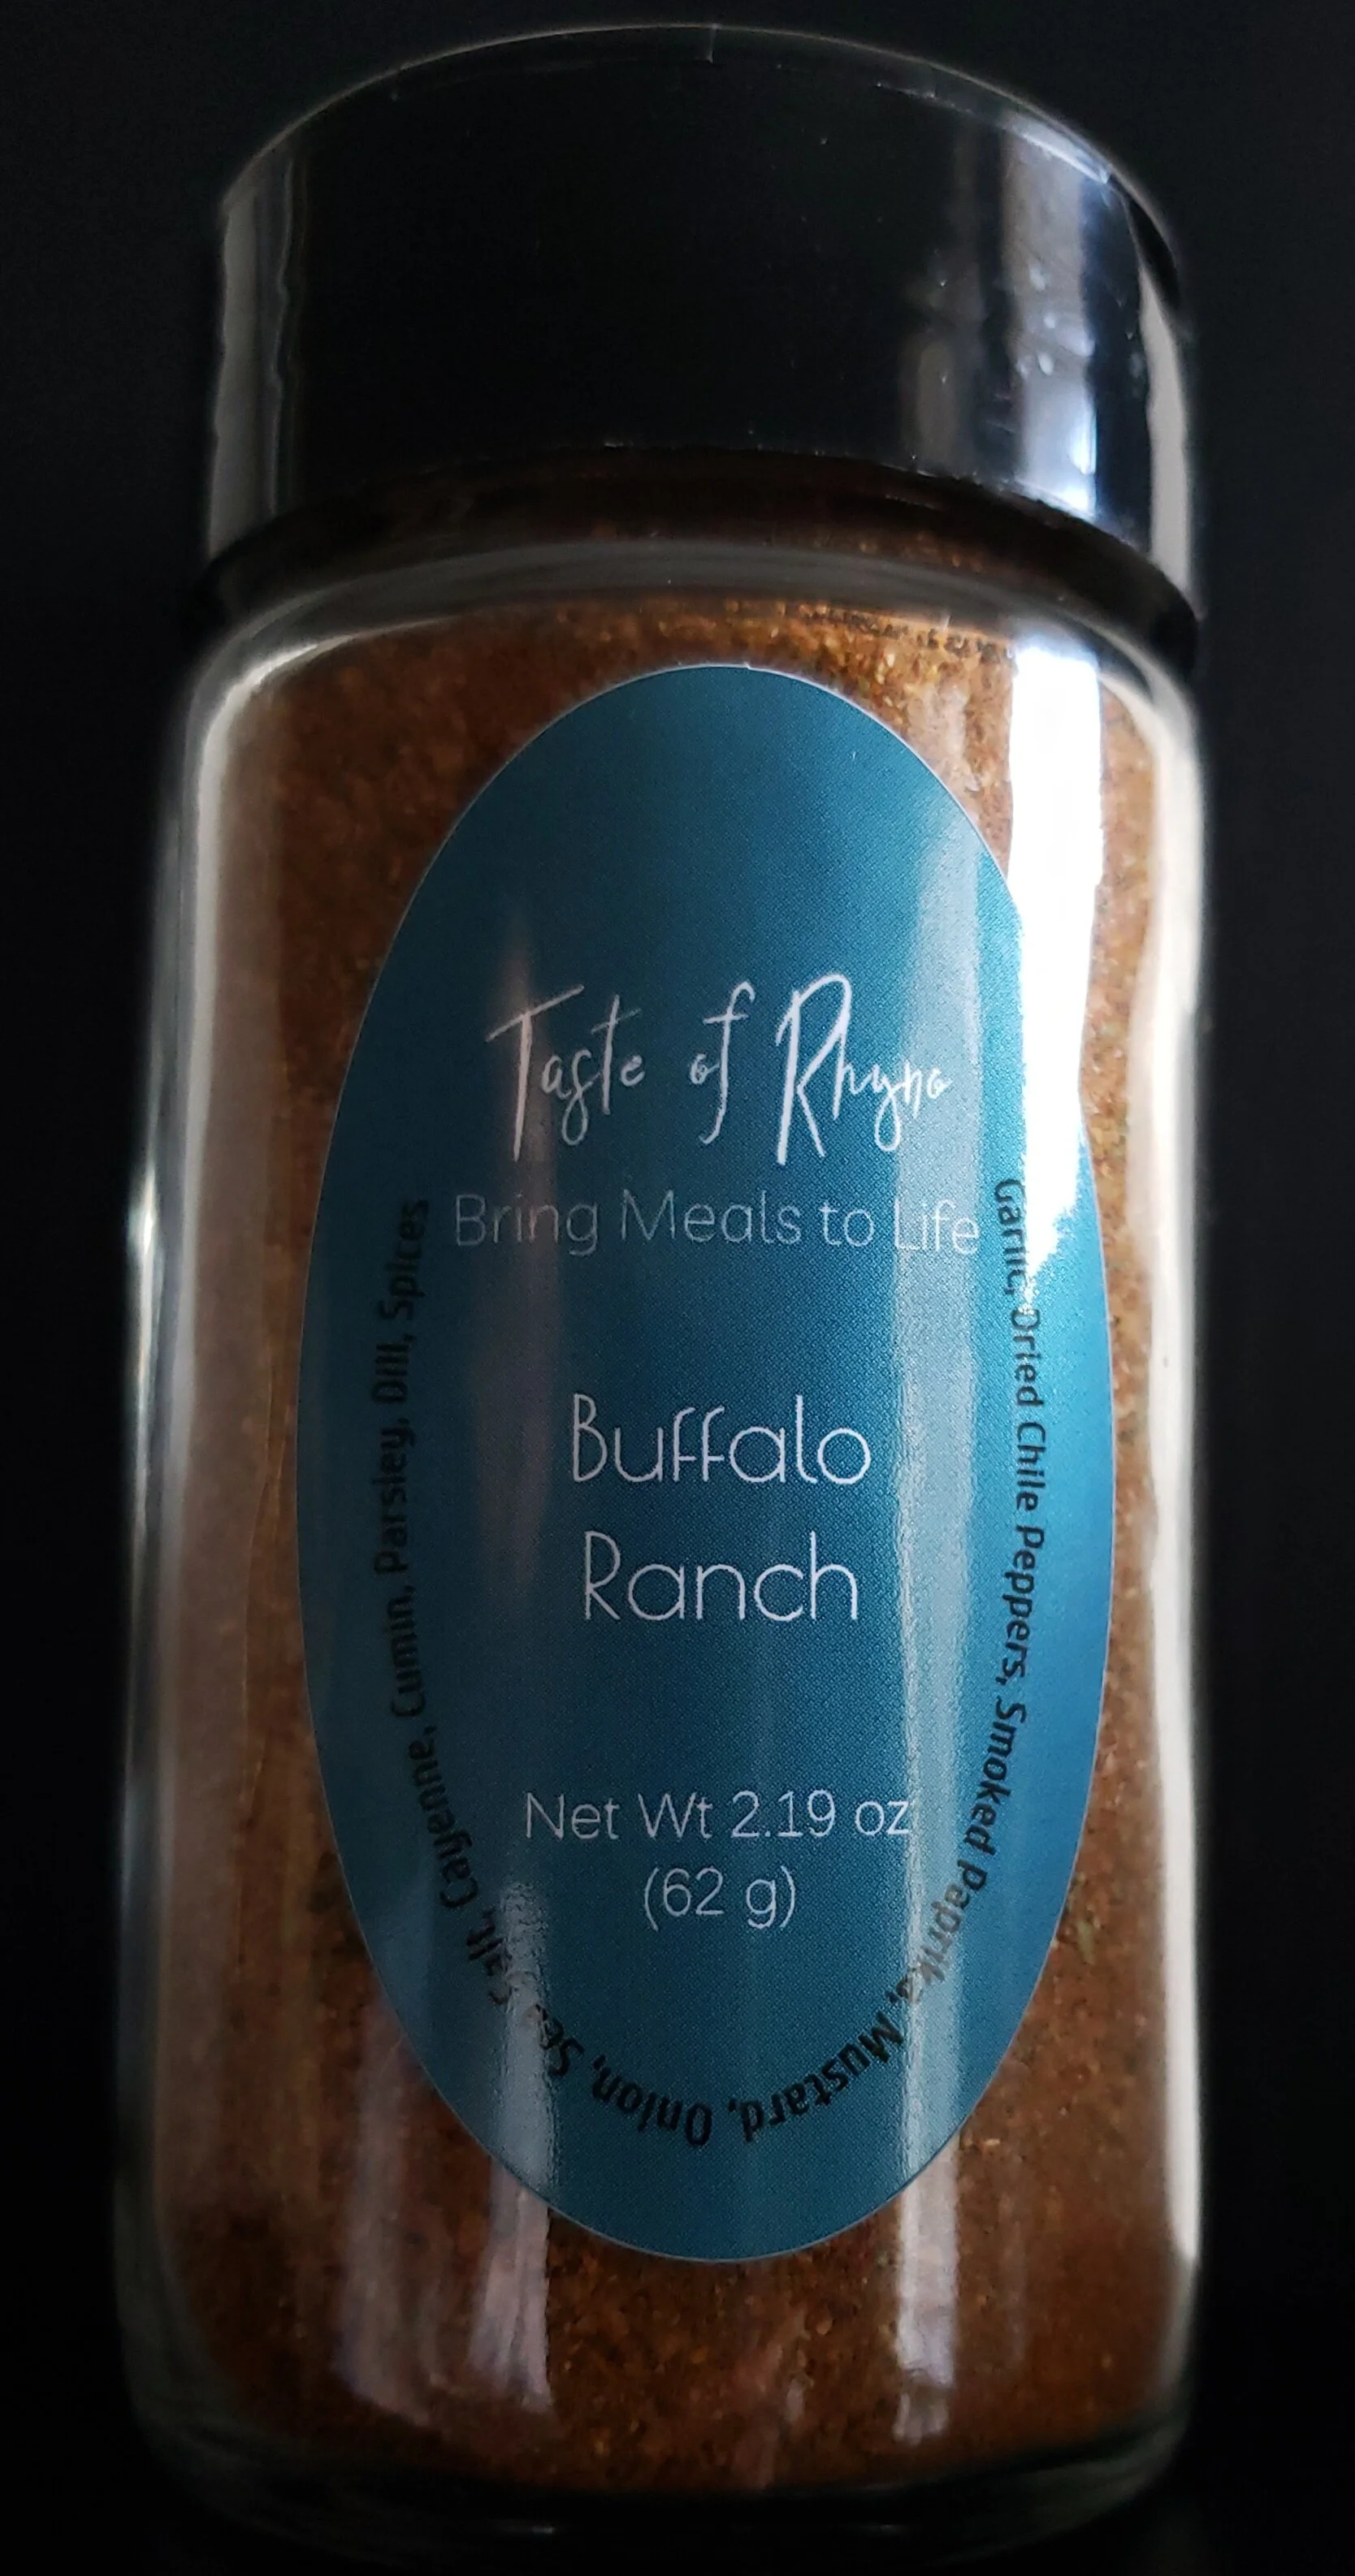 Taste of Rhyno
Bring Meals to Life
Buffalo
Ranch
Net Wt 2.19 oz
(62 g)
Garlic, Dried Chile Peppers, Smoked Paprika, Mustard, Onion, Sea Salt, Cayenne, Cumin, Parsley, Dill, Spices